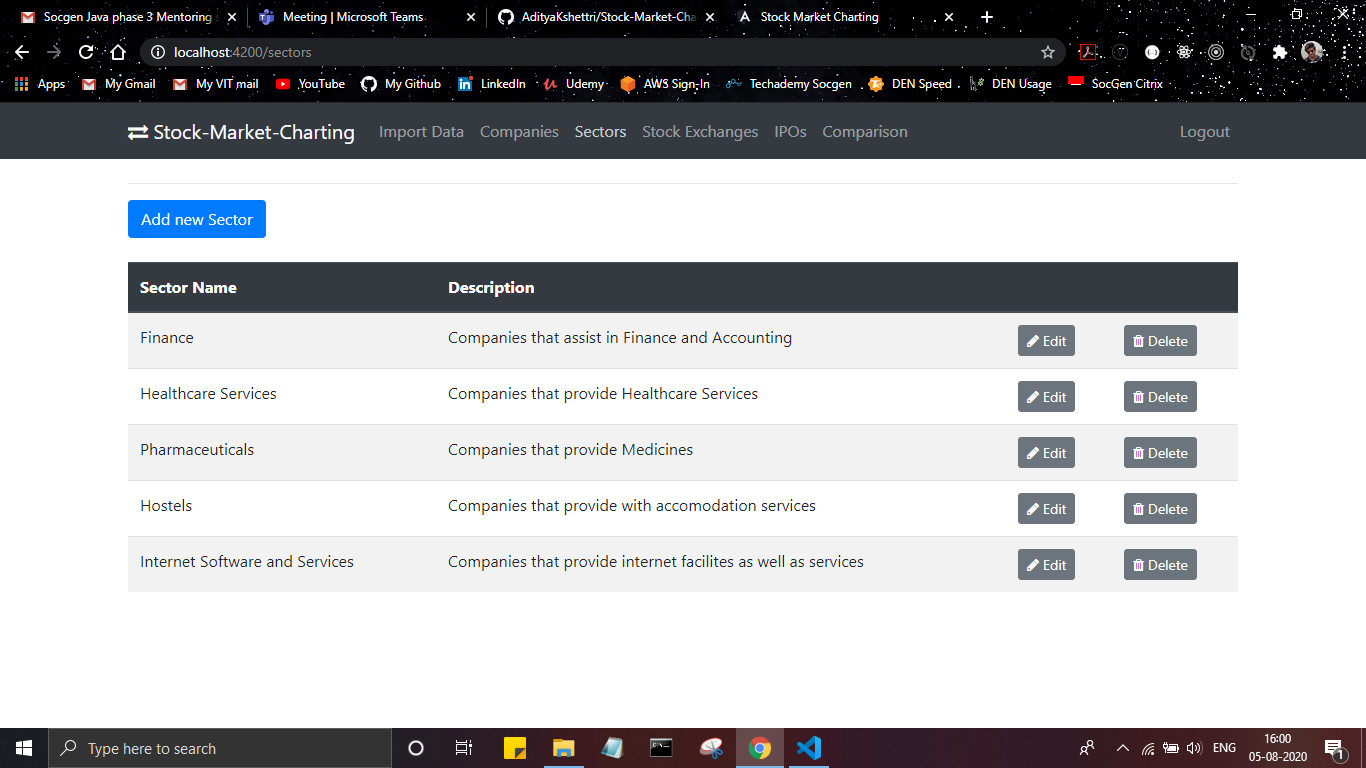 Socgen Java phase 3 Mentoring
Meeting | Microsoft Teams
AdityaKshettri/Stock-Market-Cha
Stock Market Charting
localhost:4200/sectors
Apps
My Gmail
My VIT mail
YouTube
My Github
LinkedIn
Udemy
AWS Sign-In
Techademy Socgen
DEN Speed
DEN Usage
SocGen Citrix
Stock-Market-Charting
Import Data
Companies
Sectors
Stock Exchanges
IPOs
Comparison
Logout
Add new Sector
Sector Name Description
Finance Companies that assist in Finance and Accounting Edit Delete
Healthcare Services Companies that provide Healthcare Services Edit Delete
Pharmaceuticals Companies that provide Medicines Edit Delete
Hostels Companies that provide with accomodation services Edit Delete
Internet Software and Services Companies that provide internet facilites as well as services Edit Delete
Type here to search
ENG
16:00
05-08-2020
1